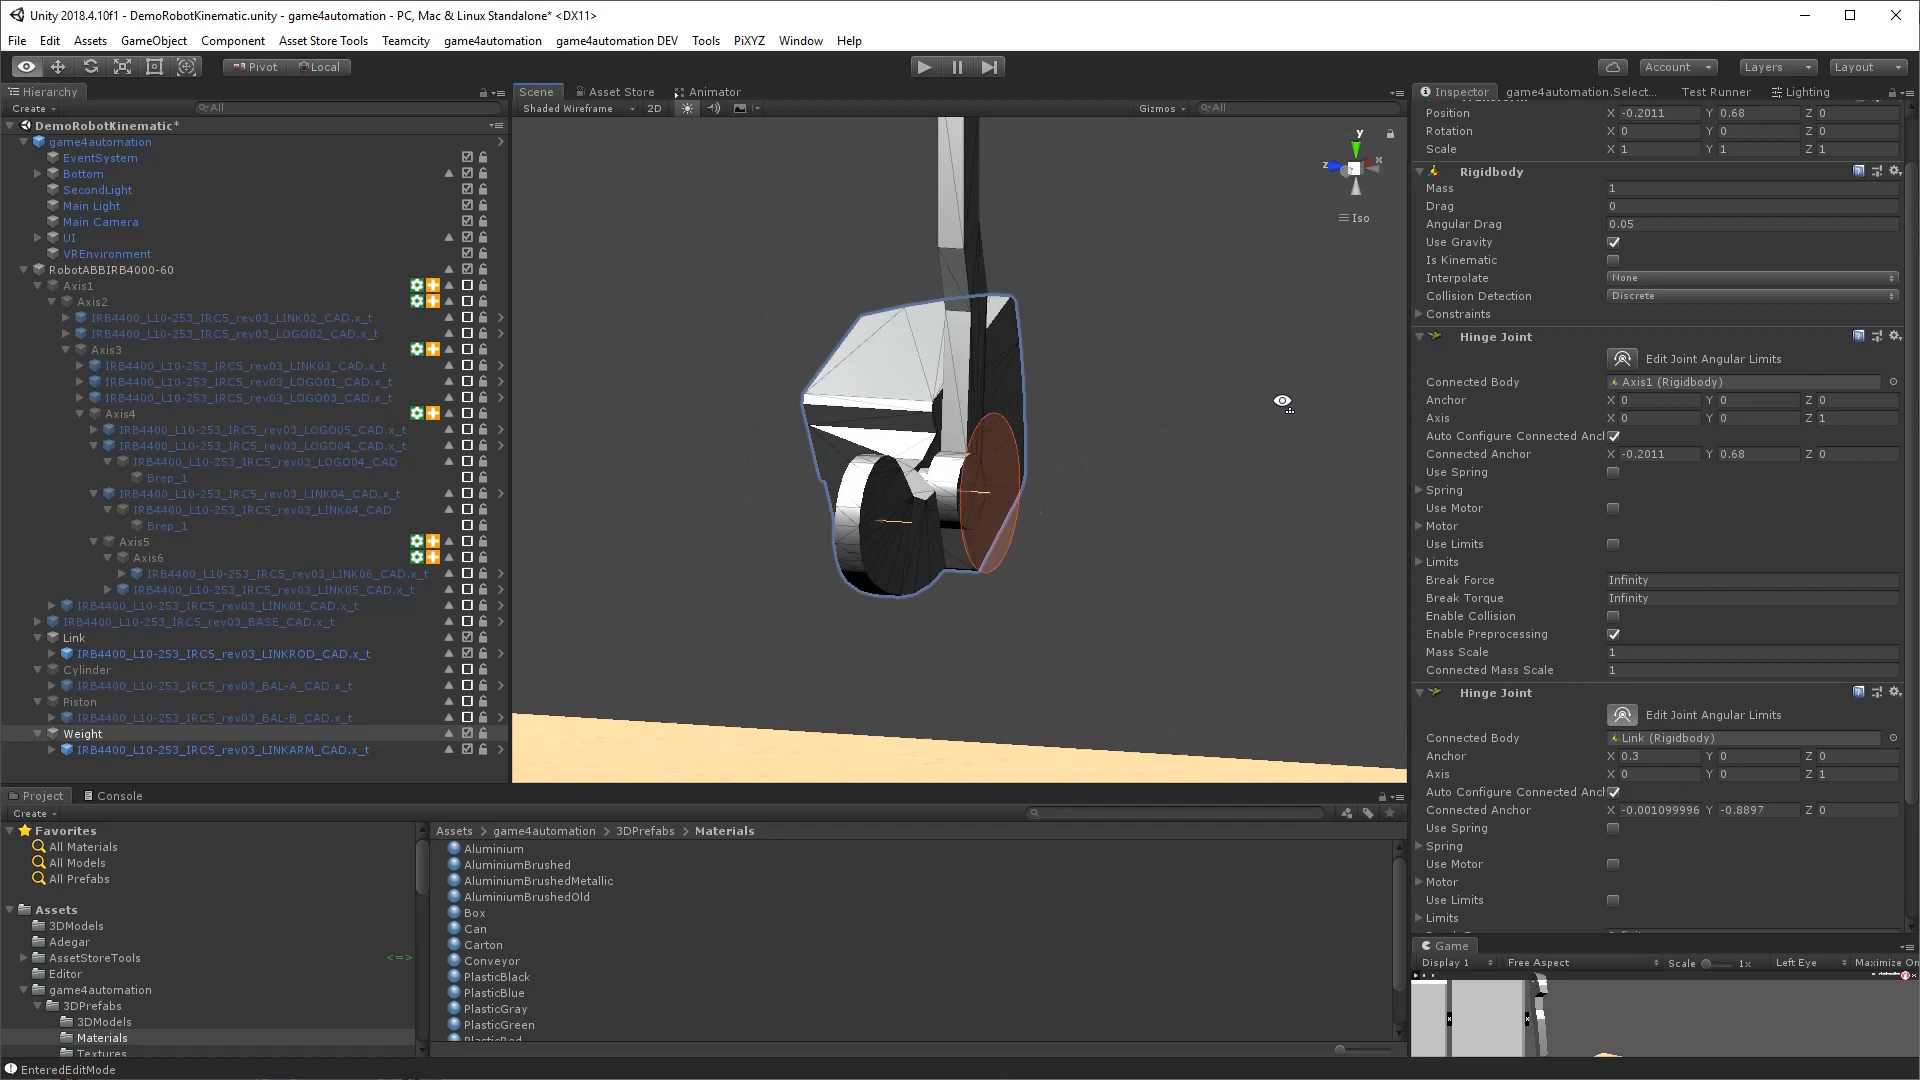 Unity 2018.4.10f1 - DemoRobotKinematic.unity - game4automation - PC, Mac & Linux Standalone* <DX11>
File Edit Assets GameObject Component Asset Store Tools Teamcity game4automation game4automation DEV Tools PiXYZ Window Help
Pivot Local Account Layers Layout
Hierarchy
Create All
DemoRobotKinematic*
game4automation
EventSystem
Bottom
SecondLight
Main Light
Main Camera
UI
VREnvironment
RobotABBIRB4000-60
Axis1
Axis2
IRB4400_L10-253_IRC5_rev03_LINK02_CAD.x_t
IRB4400_L10-253_IRC5_rev03_LOGO02_CAD.x_t
Axis3
IRB4400_L10-253_IRC5_rev03_LINK03_CAD.x_t
IRB4400_L10-253_IRC5_rev03_LOGO01_CAD.x_t
IRB4400_L10-253_IRC5_rev03_LOGO03_CAD.x_t
Axis4
IRB4400_L10-253_IRC5_rev03_LOGO05_CAD.x_t
IRB4400_L10-253_IRC5_rev03_LOGO04_CAD.x_t
IRB4400_L10-253_IRC5_rev03_LOGO04_CAD
Brep_1
IRB4400_L10-253_IRC5_rev03_LINK04_CAD.x_t
IRB4400_L10-253_IRC5_rev03_LINK04_CAD
Brep_1
Axis5
Axis6
IRB4400_L10-253_IRC5_rev03_LINK06_CAD.x_t
IRB4400_L10-253_IRC5_rev03_LINK05_CAD.x_t
IRB4400_L10-253_IRC5_rev03_LINK01_CAD.x_t
IRB4400_L10-253_IRC5_rev03_BASE_CAD.x_t
Link
IRB4400_L10-253_IRC5_rev03_LINKROD_CAD.x_t
Cylinder
IRB4400_L10-253_IRC5_rev03_BAL-A_CAD.x_t
Piston
IRB4400_L10-253_IRC5_rev03_BAL-B_CAD.x_t
Weight
IRB4400_L10-253_IRC5_rev03_LINKARM_CAD.x_t
Scene Asset Store Animator
Shaded Wireframe 2D Gizmos All
y
z x
Iso
Inspector game4automation.Select... Test Runner Lighting
Position X -0.2011 Y 0.68 Z 0
Rotation X 0 Y 0 Z 0
Scale X 1 Y 1 Z 1
Rigidbody
Mass 1
Drag 0
Angular Drag 0.05
Use Gravity
Is Kinematic
Interpolate None
Collision Detection Discrete
Constraints
Hinge Joint
Edit Joint Angular Limits
Connected Body Axis1 (Rigidbody)
Anchor X 0 Y 0 Z 0
Axis X 0 Y 0 Z 1
Auto Configure Connected Anch
Connected Anchor X -0.2011 Y 0.68 Z 0
Use Spring
Spring
Use Motor
Motor
Use Limits
Limits
Break Force Infinity
Break Torque Infinity
Enable Collision
Enable Preprocessing
Mass Scale 1
Connected Mass Scale 1
Hinge Joint
Edit Joint Angular Limits
Connected Body Link (Rigidbody)
Anchor X 0.3 Y 0 Z 0
Axis X 0 Y 0 Z 1
Auto Configure Connected Anch
Connected Anchor X -0.001099996 Y -0.8897 Z 0
Use Spring
Spring
Use Motor
Motor
Use Limits
Limits
Game
Display 1 Free Aspect Scale 1x Left Eye Maximize On
Project Console
Create
Favorites
All Materials
All Models
All Prefabs
Assets
3DModels
Adegar
AssetStoreTools <=>
Editor
game4automation
3DPrefabs
3DModels
Materials
Textures
Assets > game4automation > 3DPrefabs > Materials
Aluminium
AluminiumBrushed
AluminiumBrushedMetallic
AluminiumBrushedOld
Box
Can
Carton
Conveyor
PlasticBlack
PlasticBlue
PlasticGray
PlasticGreen
PlasticRed
EnteredEditMode